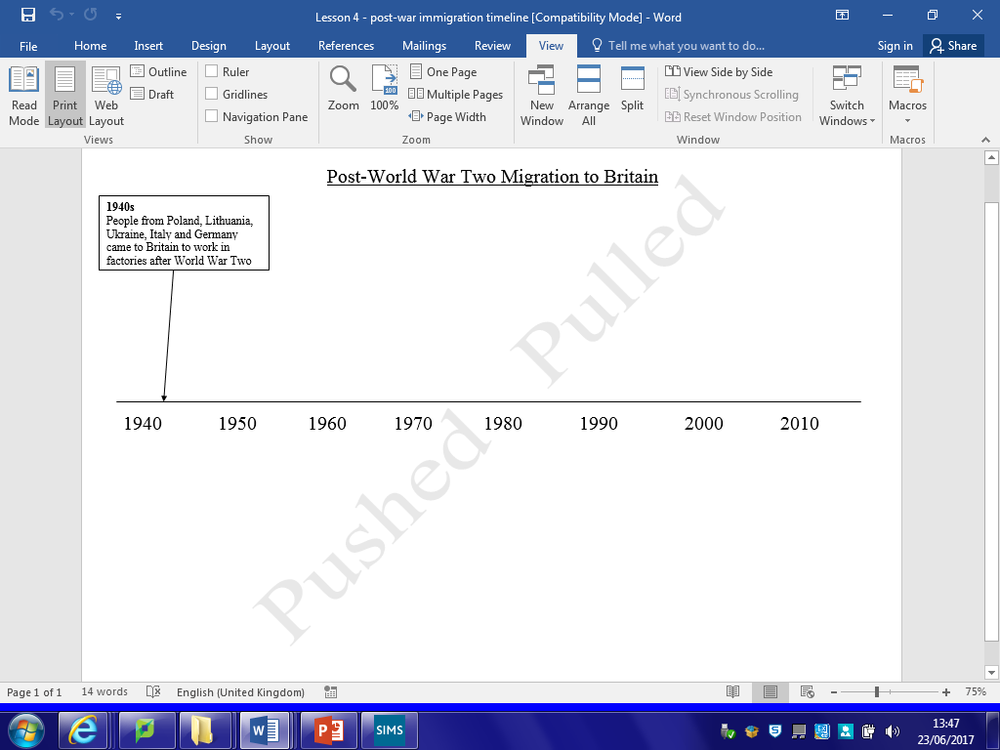 Lesson 4 - post-war immigration timeline [Compatibility Mode] - Word
File Home Insert Design Layout References Mailings Review View Tell me what you want to do... Sign in Share
Read Mode
Print Layout
Web Layout
Outline
Draft
Views
Ruler
Gridlines
Navigation Pane
Show
Zoom
100
100%
One Page
Multiple Pages
Page Width
Zoom
New Window
Arrange All
Split
View Side by Side
Synchronous Scrolling
Reset Window Position
Switch Windows
Window
Macros
Macros
Post-World War Two Migration to Britain
1940s
People from Poland, Lithuania,
Ukraine, Italy and Germany
came to Britain to work in
factories after World War Two
1940 1950 1960 1970 1980 1990 2000 2010
Pushed Pulled
Page 1 of 1 14 words English (United Kingdom) 75%
SIMS
13:47
23/06/2017